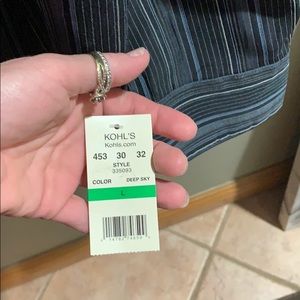 KOHL'S
Kohls.com
453 30 32
STYLE
335093
COLOR DEEP SKY
L